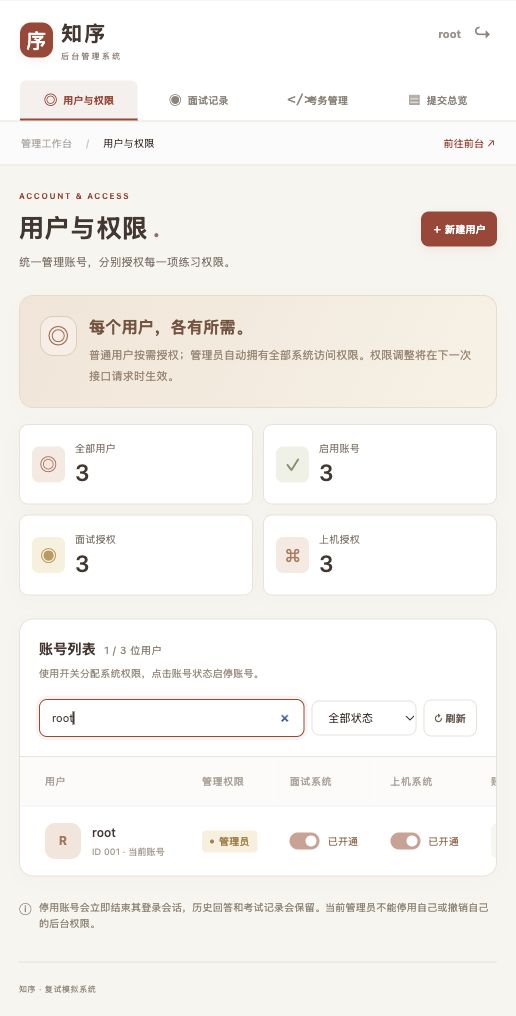 序 知序
后台管理系统
root
用户与权限
面试记录
</> 考务管理
提交总览
管理工作台 / 用户与权限
前往前台 ↗
ACCOUNT & ACCESS
用户与权限 .
+ 新建用户
统一管理账号，分别授权每一项练习权限。
每个用户，各有所需。
普通用户按需授权；管理员自动拥有全部系统访问权限。权限调整将在下一次
接口请求时生效。
全部用户
3
启用账号
3
面试授权
3
上机授权
3
账号列表 1 / 3 位用户
使用开关分配系统权限，点击账号状态启停账号。
root
全部状态
刷新
用户 管理权限 面试系统 上机系统
R
root
ID 001 · 当前账号
管理员
已开通
已开通
停用账号会立即结束其登录会话，历史回答和考试记录会保留。当前管理员不能停用自己或撤销自己
的后台权限。
知序 · 复试模拟系统